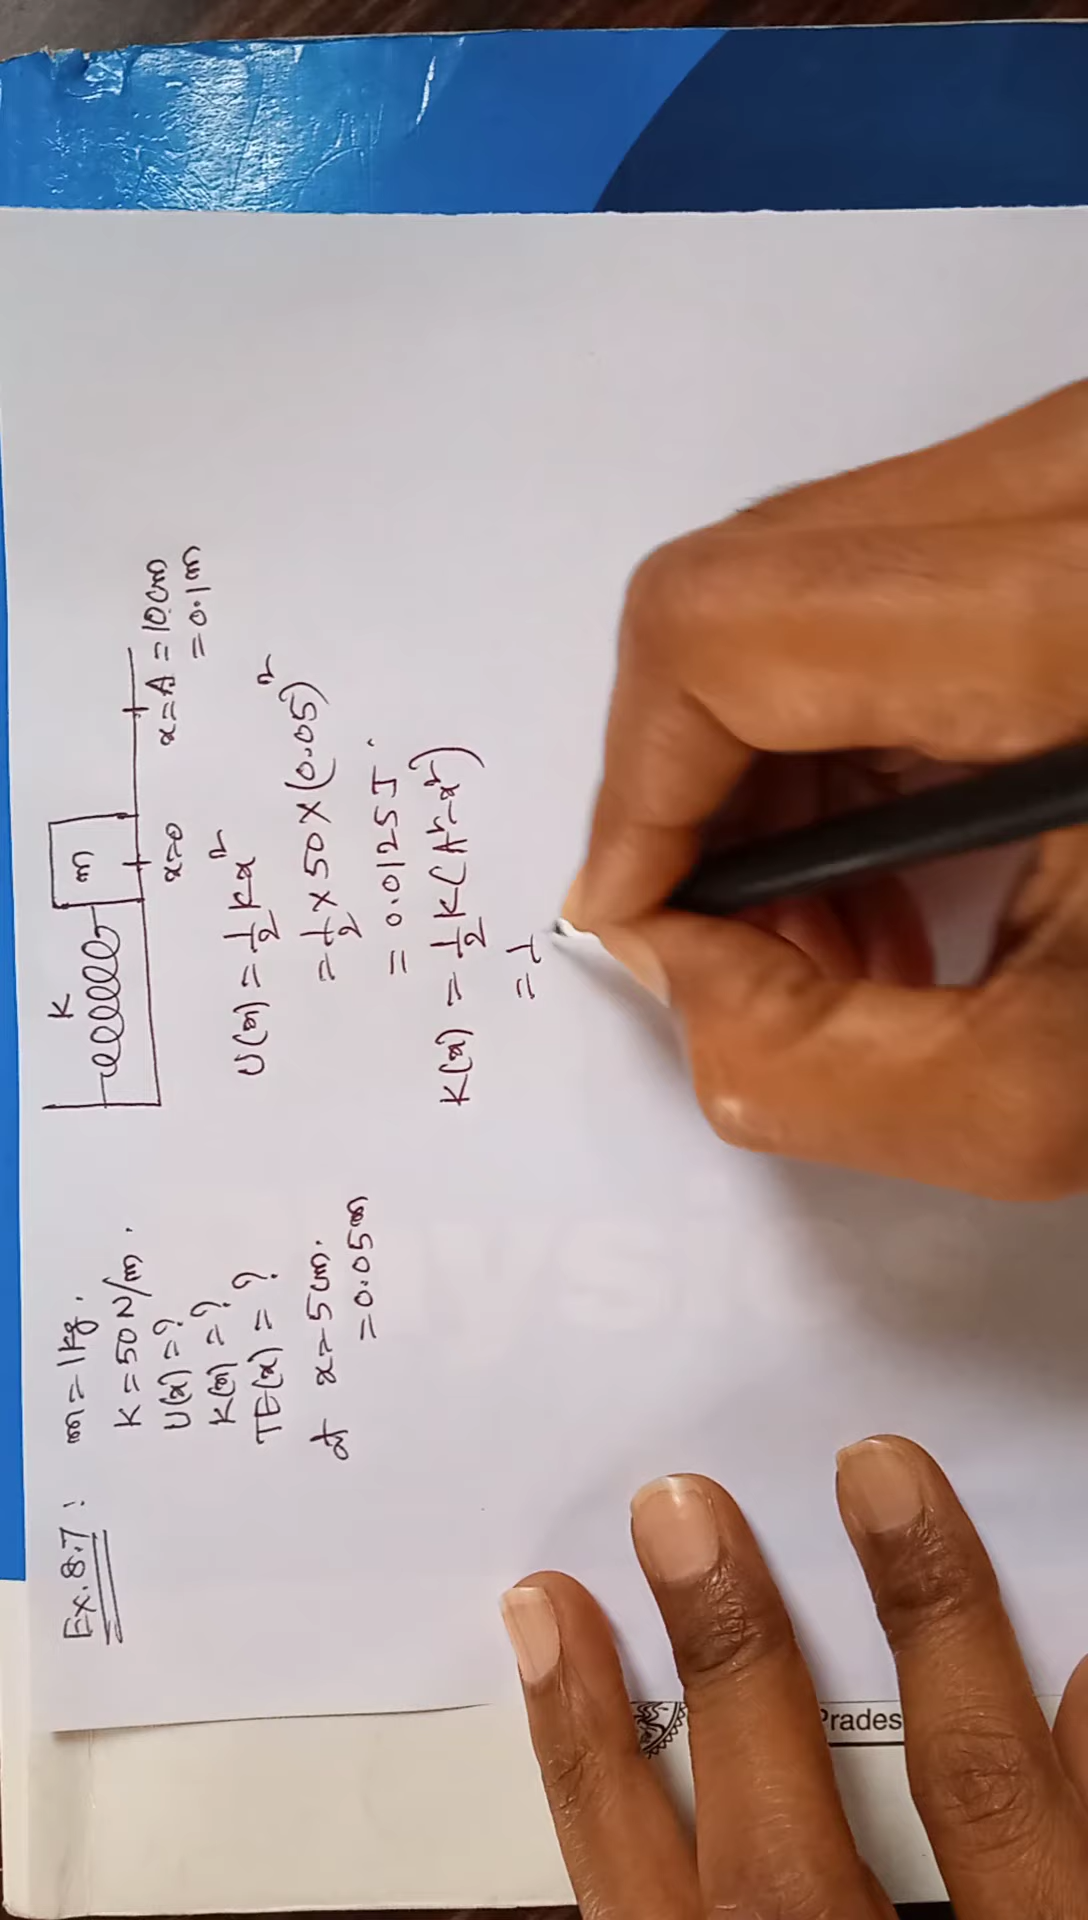 Ex. 8.7 :
m = 1kg.
K = 50 N/m.
U(x) = ?
K(x) = ?
TE(x) = ?
at x = 5cm.
= 0.05m
K
m
x=0
x=A = 10cm
= 0.1m
U(x) = 1/2 Kx²
= 1/2 × 50 × (0.05)²
= 0.0125 J.
K(x) = 1/2 K(A²-x²)
= 1
Prades